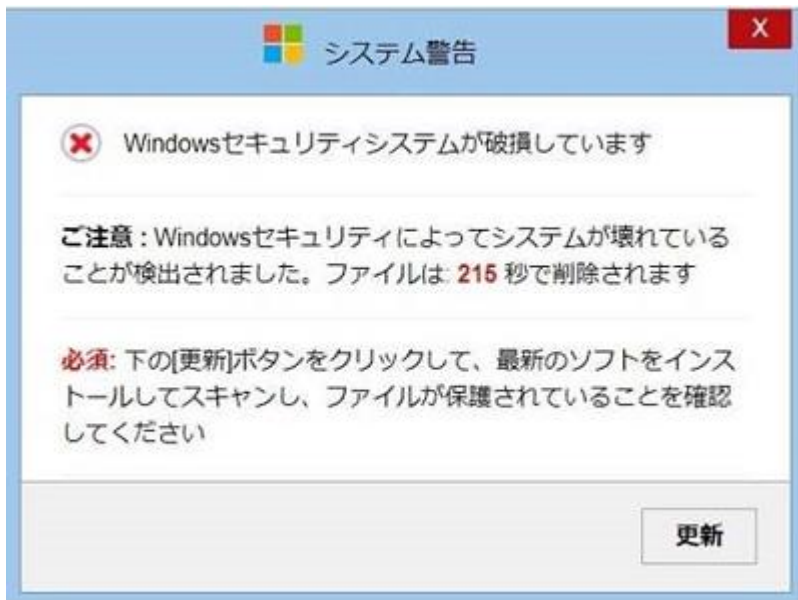 システム警告
X
Windowsセキュリティシステムが破損しています
ご注意 : Windowsセキュリティによってシステムが壊れている
ことが検出されました。ファイルは: 215 秒で削除されます
必須: 下の[更新]ボタンをクリックして、最新のソフトをインス
トールしてスキャンし、ファイルが保護されていることを確認
してください
更新